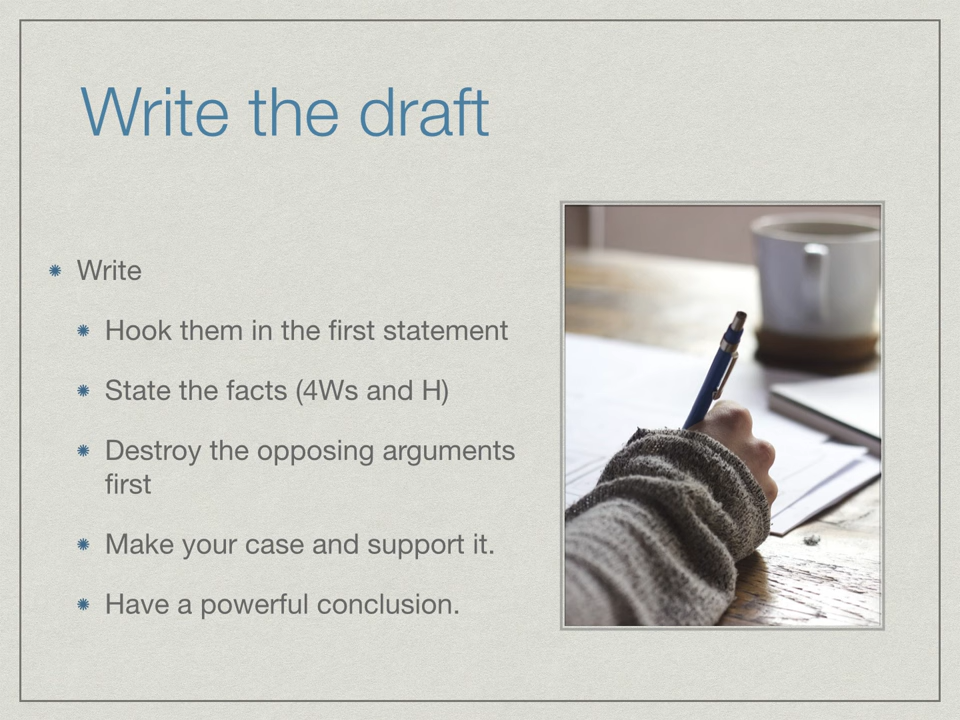 Write the draft
Write
Hook them in the first statement
State the facts (4Ws and H)
Destroy the opposing arguments
first
Make your case and support it.
Have a powerful conclusion.